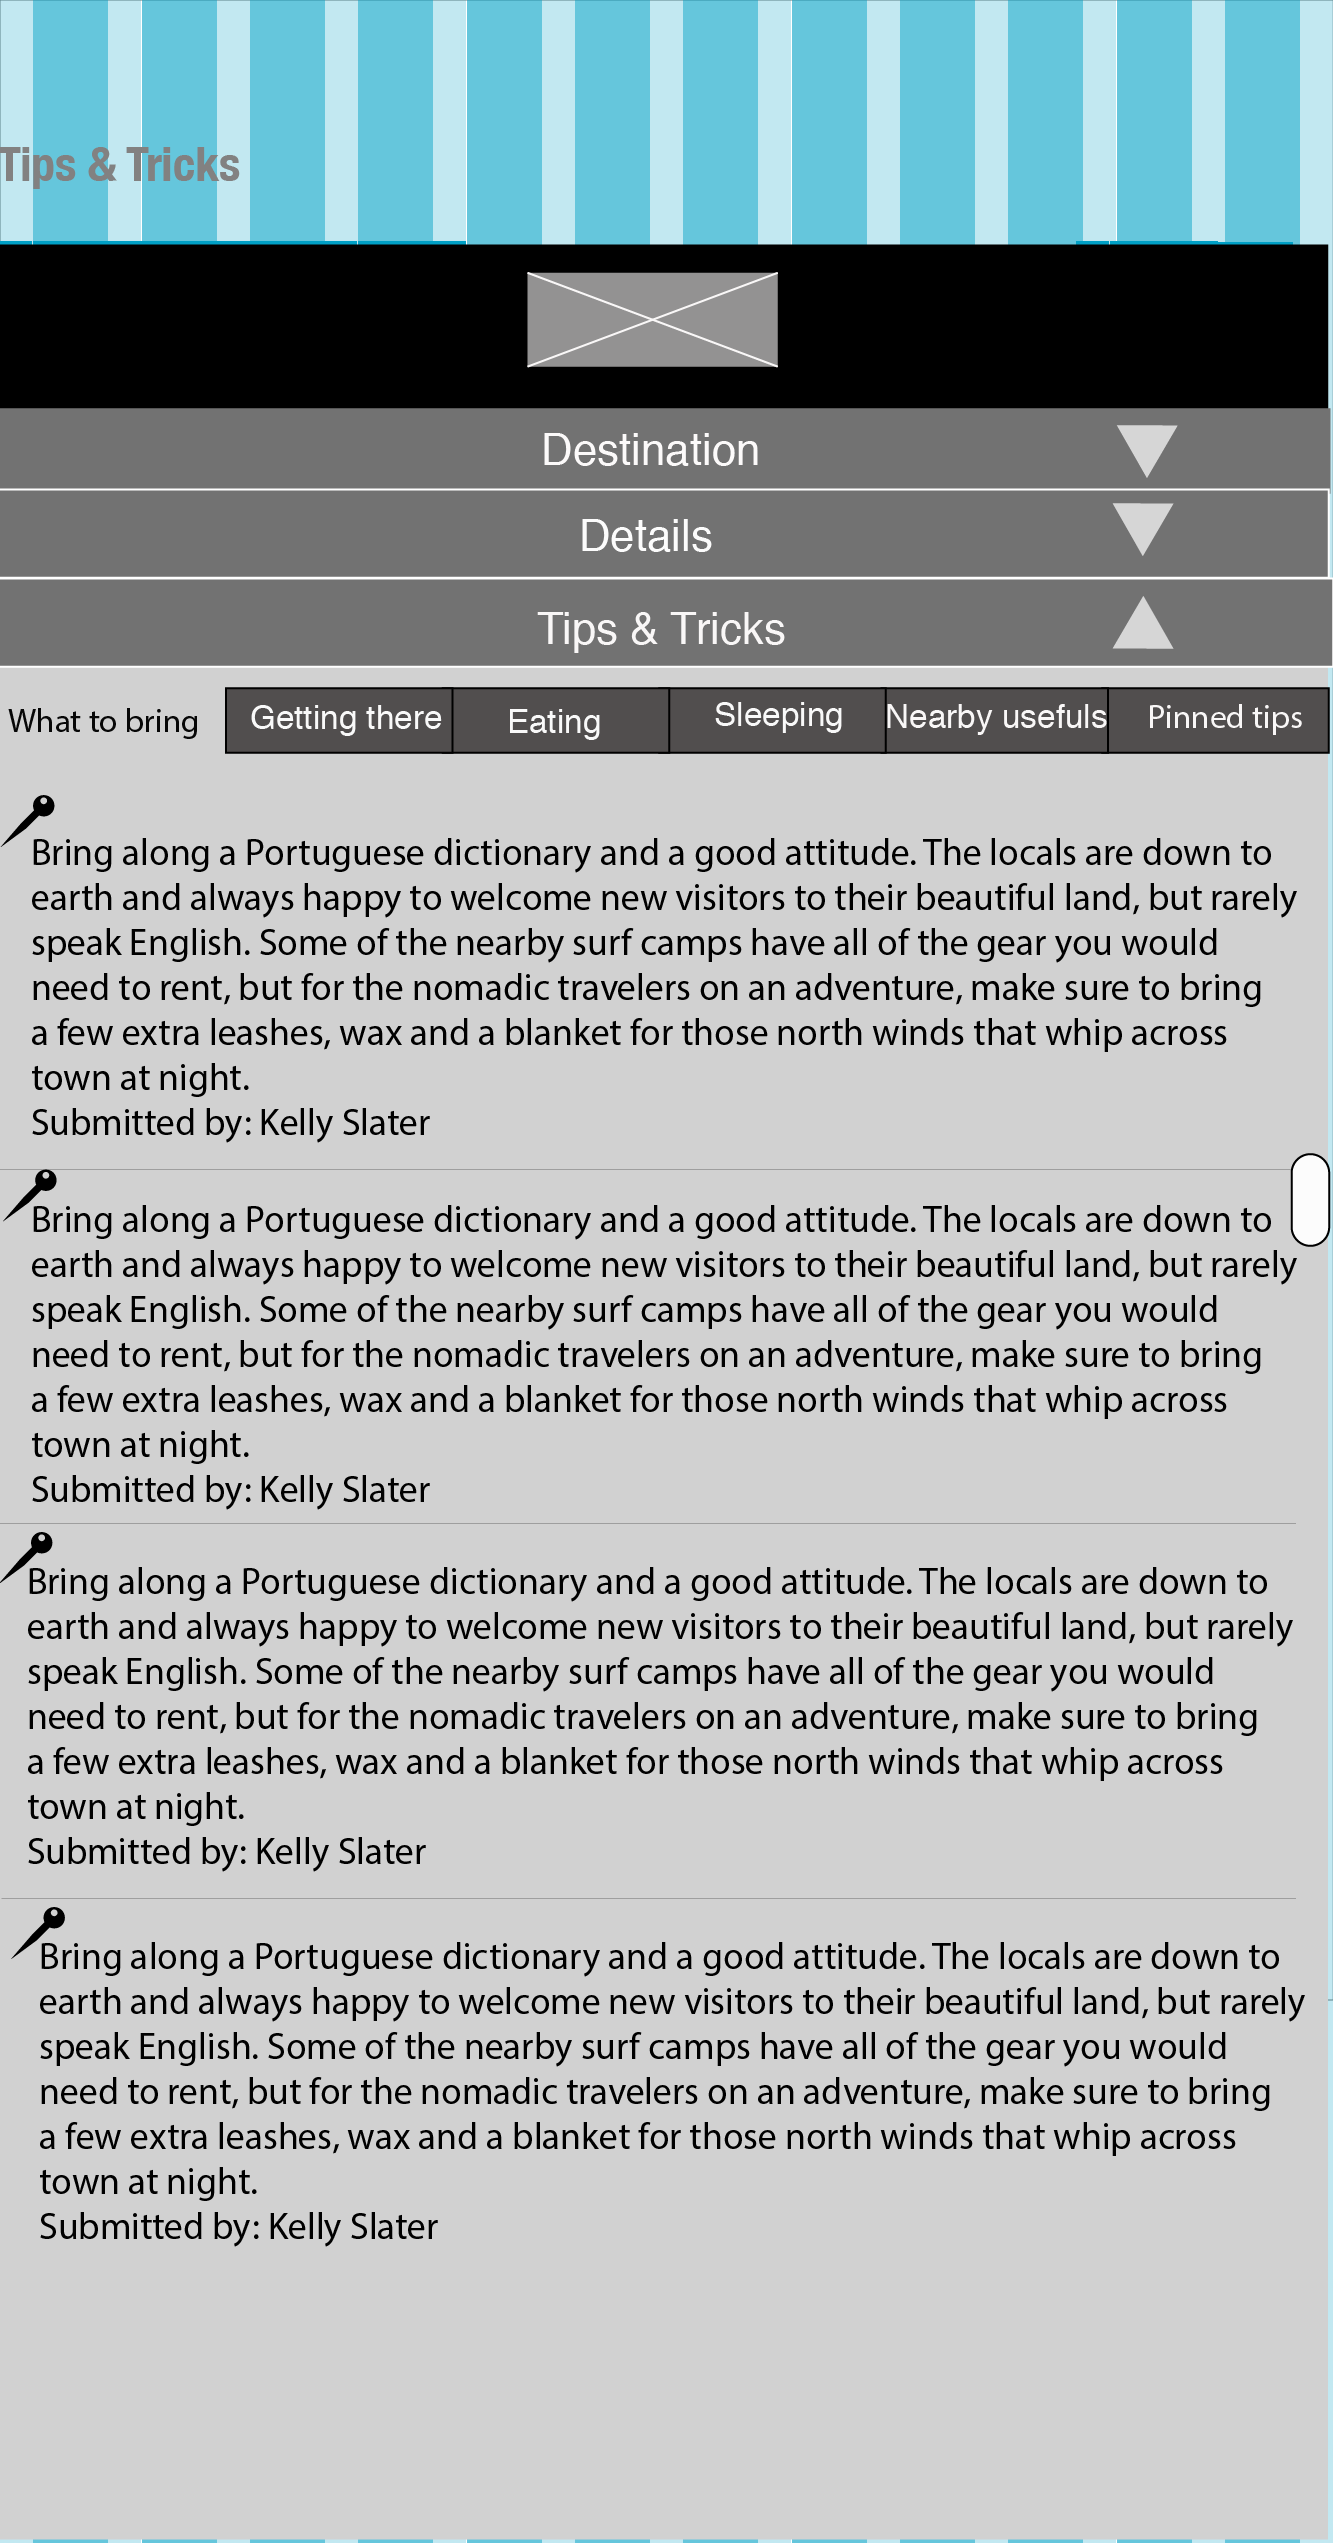 Tips & Tricks
Destination
Details
Tips & Tricks
What to bring Getting there Eating Sleeping Nearby usefuls Pinned tips
Bring along a Portuguese dictionary and a good attitude. The locals are down to
earth and always happy to welcome new visitors to their beautiful land, but rarely
speak English. Some of the nearby surf camps have all of the gear you would
need to rent, but for the nomadic travelers on an adventure, make sure to bring
a few extra leashes, wax and a blanket for those north winds that whip across
town at night.
Submitted by: Kelly Slater
Bring along a Portuguese dictionary and a good attitude. The locals are down to
earth and always happy to welcome new visitors to their beautiful land, but rarely
speak English. Some of the nearby surf camps have all of the gear you would
need to rent, but for the nomadic travelers on an adventure, make sure to bring
a few extra leashes, wax and a blanket for those north winds that whip across
town at night.
Submitted by: Kelly Slater
Bring along a Portuguese dictionary and a good attitude. The locals are down to
earth and always happy to welcome new visitors to their beautiful land, but rarely
speak English. Some of the nearby surf camps have all of the gear you would
need to rent, but for the nomadic travelers on an adventure, make sure to bring
a few extra leashes, wax and a blanket for those north winds that whip across
town at night.
Submitted by: Kelly Slater
Bring along a Portuguese dictionary and a good attitude. The locals are down to
earth and always happy to welcome new visitors to their beautiful land, but rarely
speak English. Some of the nearby surf camps have all of the gear you would
need to rent, but for the nomadic travelers on an adventure, make sure to bring
a few extra leashes, wax and a blanket for those north winds that whip across
town at night.
Submitted by: Kelly Slater